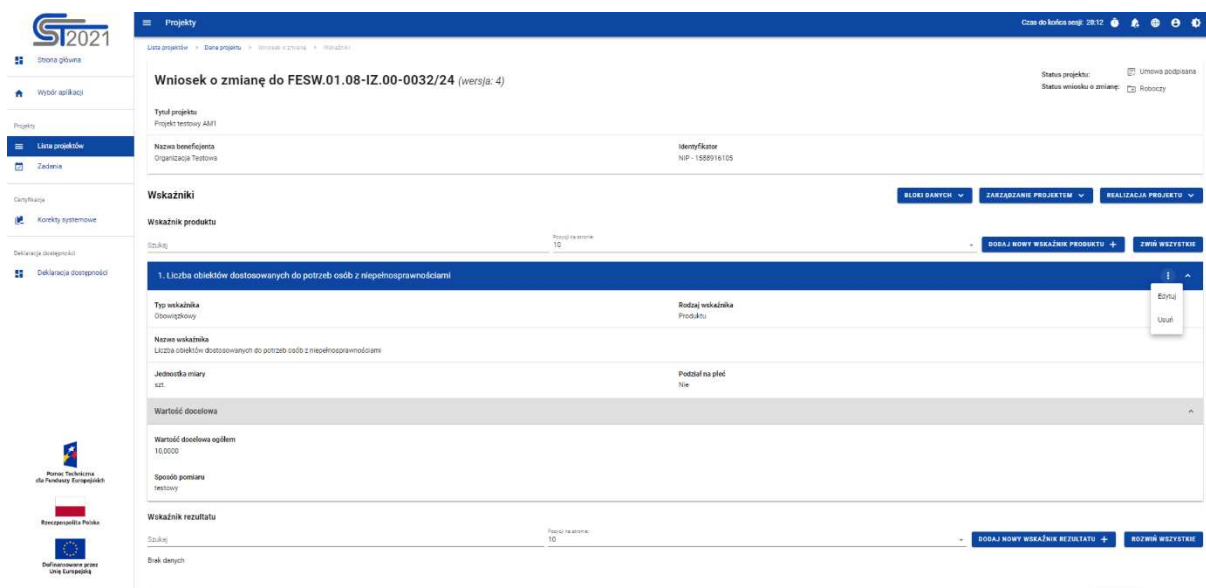 CST2021
Projekty
Czas do końca sesji: 28:12
Lista projektów > Dane projektu > Wniosek o zmianę > Wskaźniki
Strona główna
Wybór aplikacji
Projekty
Lista projektów
Zadania
Certyfikacja
Korekty systemowe
Deklaracja dostępności
Deklaracja dostępności
Pomoc Techniczna
dla Funduszy Europejskich
Rzeczpospolita Polska
Dofinansowane przez
Unię Europejską
Wniosek o zmianę do FESW.01.08-IZ.00-0032/24 (wersja: 4)
Status projektu: Umowa podpisana
Status wniosku o zmianę: Roboczy
Tytuł projektu
Projekt testowy AM1
Nazwa beneficjenta
Organizacja Testowa
Identyfikator
NIP - 1588916105
Wskaźniki
BLOKI DANYCH
ZARZĄDZANIE PROJEKTEM
REALIZACJA PROJEKTU
Wskaźnik produktu
Szukaj
Pozycji na stronie:
10
DODAJ NOWY WSKAŹNIK PRODUKTU +
ZWIŃ WSZYSTKIE
1. Liczba obiektów dostosowanych do potrzeb osób z niepełnosprawnościami
Edytuj
Usuń
Typ wskaźnika
Obowiązkowy
Rodzaj wskaźnika
Produktu
Nazwa wskaźnika
Liczba obiektów dostosowanych do potrzeb osób z niepełnosprawnościami
Jednostka miary
szt.
Podział na płeć
Nie
Wartość docelowa
Wartość docelowa ogółem
10,0000
Sposób pomiaru
testowy
Wskaźnik rezultatu
Szukaj
Pozycji na stronie:
10
DODAJ NOWY WSKAŹNIK REZULTATU +
ROZWIŃ WSZYSTKIE
Brak danych